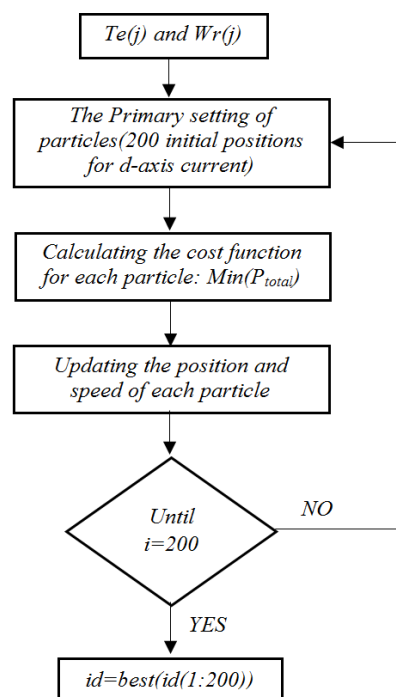 Te(j) and Wr(j)
The Primary setting of
particles(200 initial positions
for d-axis current)
Calculating the cost function
for each particle: Min(Ptotal)
Updating the position and
speed of each particle
Until
i=200
NO
YES
id=best(id(1:200))